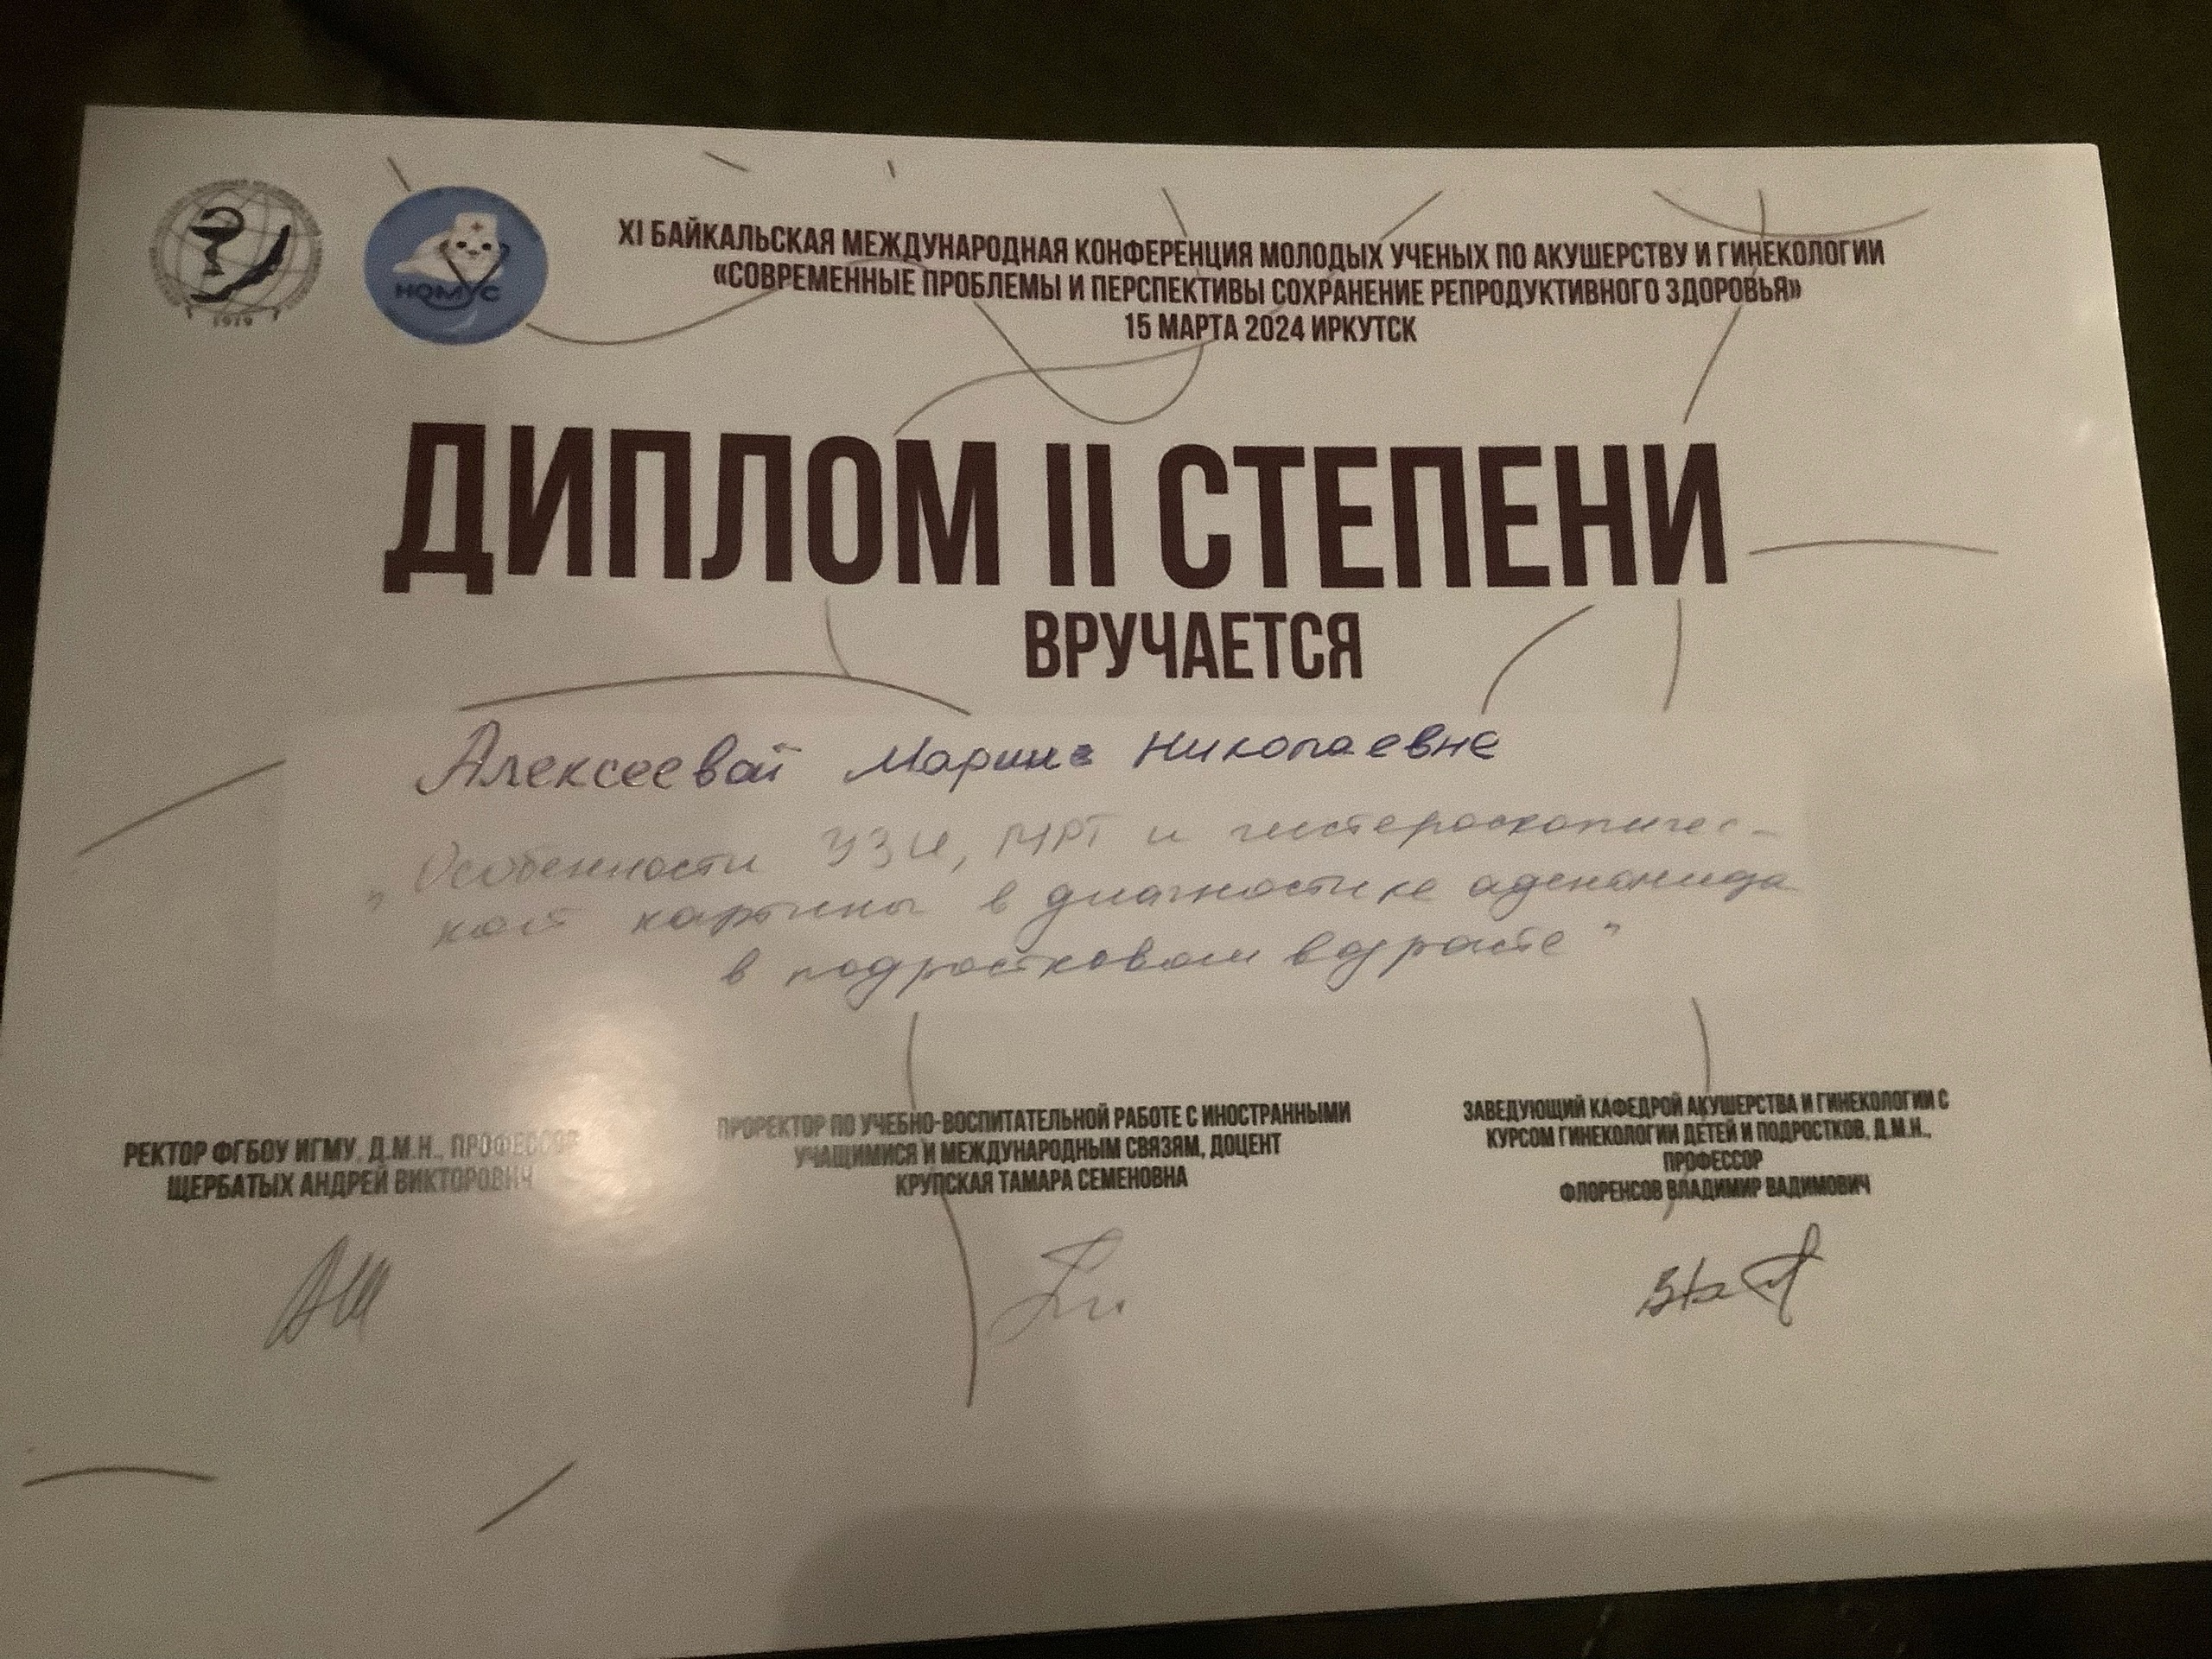 XI БАЙКАЛЬСКАЯ МЕЖДУНАРОДНАЯ КОНФЕРЕНЦИЯ МОЛОДЫХ УЧЕНЫХ ПО АКУШЕРСТВУ И ГИНЕКОЛОГИИ
«СОВРЕМЕННЫЕ ПРОБЛЕМЫ И ПЕРСПЕКТИВЫ СОХРАНЕНИЕ РЕПРОДУКТИВНОГО ЗДОРОВЬЯ»
15 МАРТА 2024 ИРКУТСК
1919
ДИПЛОМ II СТЕПЕНИ
ВРУЧАЕТСЯ
Алексеевой Марине Николаевне
„Особенности УЗИ, МРТ и гистероскопичес-
кой картины в диагностике
в подростковом возрасте"
РЕКТОР ФГБОУ ИГМУ, Д.М.Н., ПРОФЕССОР
ЩЕРБАТЫХ АНДРЕЙ ВИКТОРОВИЧ
ПРОРЕКТОР ПО УЧЕБНО-ВОСПИТАТЕЛЬНОЙ РАБОТЕ С ИНОСТРАННЫМИ
УЧАЩИМИСЯ И МЕЖДУНАРОДНЫМ СВЯЗЯМ, ДОЦЕНТ
КРУПСКАЯ ТАМАРА СЕМЕНОВНА
ЗАВЕДУЮЩИЙ КАФЕДРОЙ АКУШЕРСТВА И ГИНЕКОЛОГИИ С
КУРСОМ ГИНЕКОЛОГИИ ДЕТЕЙ И ПОДРОСТКОВ, Д.М.Н.,
ПРОФЕССОР
ФЛОРЕНСОВ ВЛАДИМИР ВАДИМОВИЧ